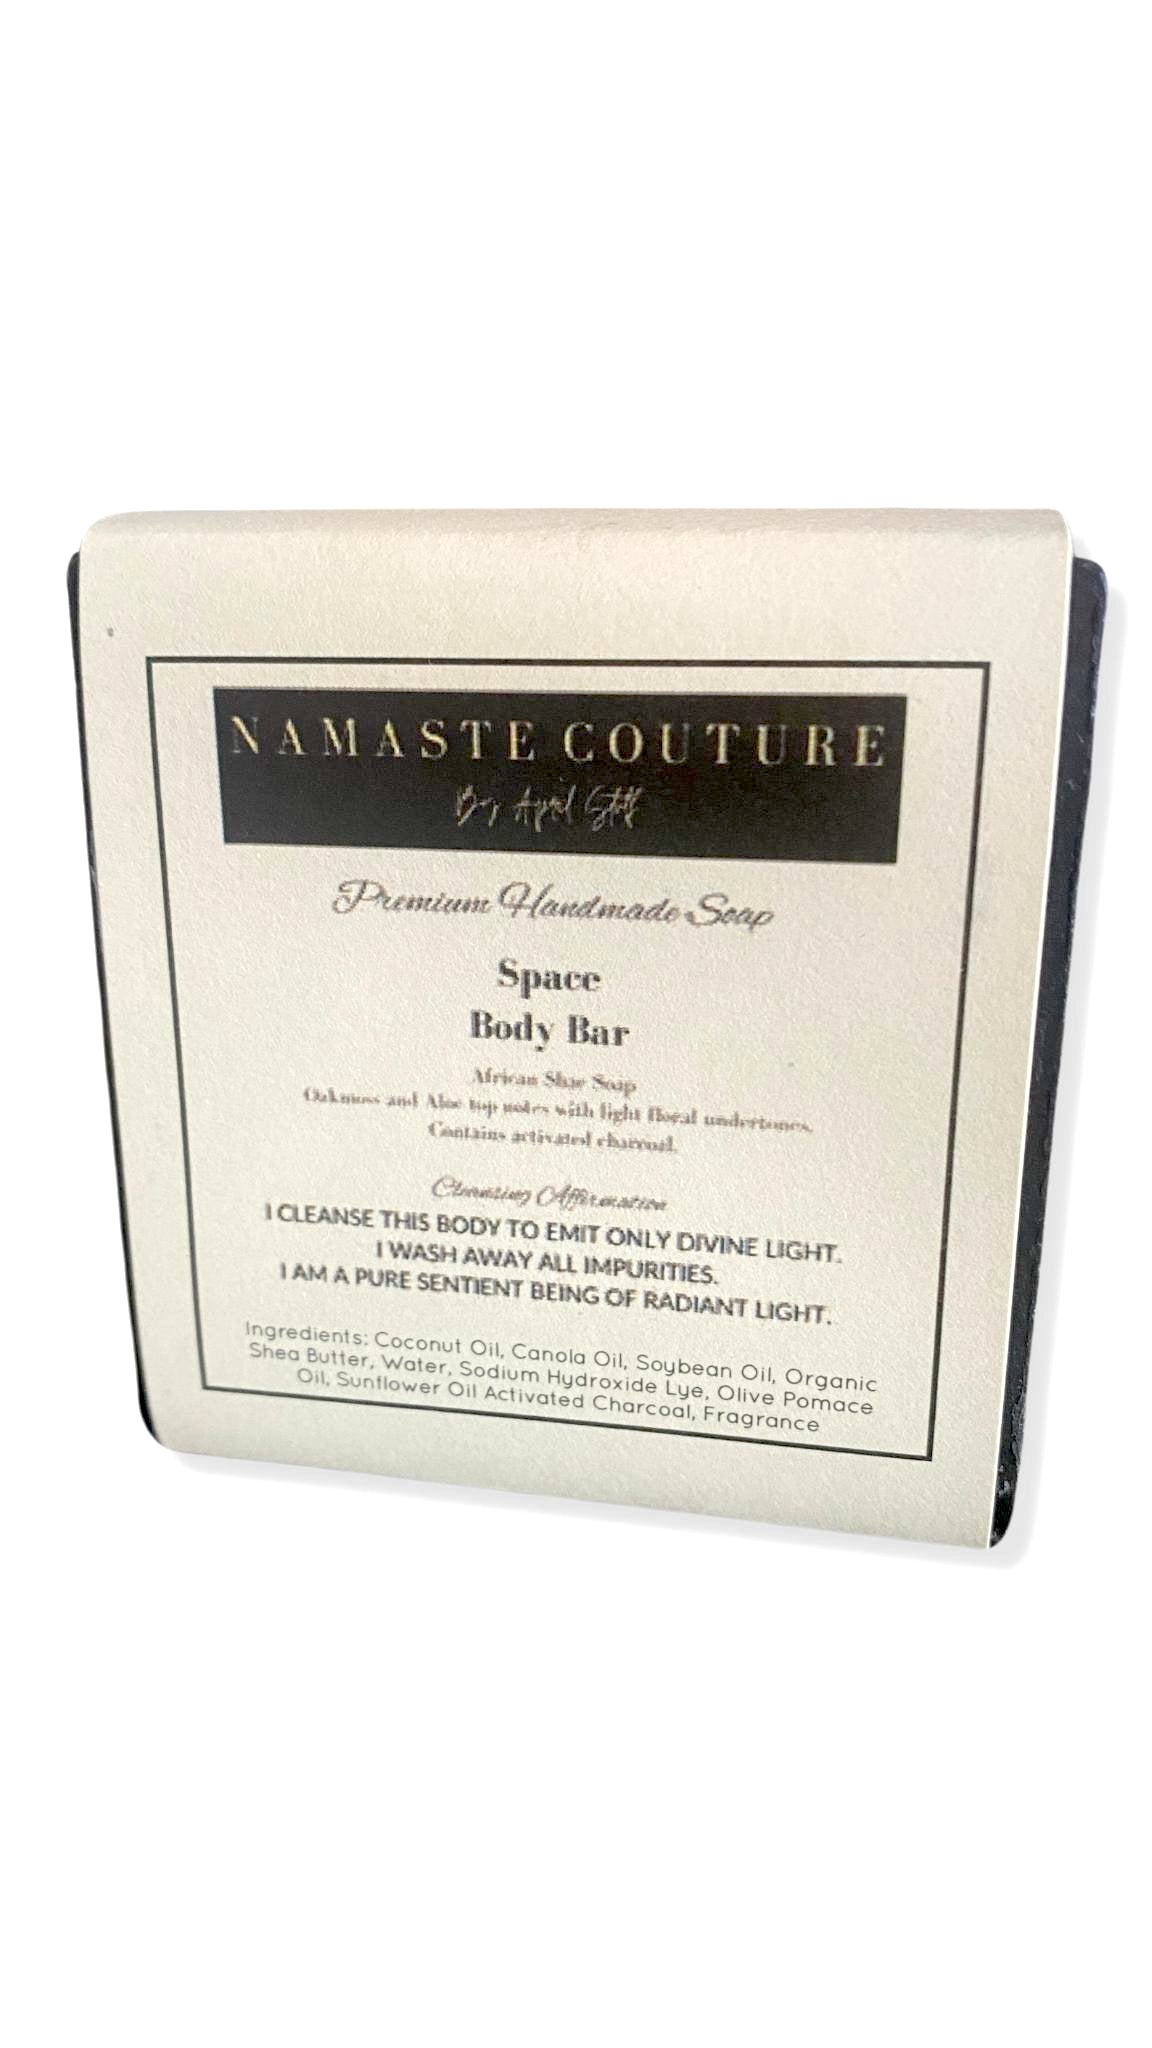 NAMASTE COUTURE
By April
Premium Handmade Soap
Space
Body Bar
African Shae Soap
Oakmoss and Aloe top notes with light floral undertones.
Contains activated charcoal.
Cleansing Affirmation
I CLEANSE THIS BODY TO EMIT ONLY DIVINE LIGHT.
I WASH AWAY ALL IMPURITIES.
I AM A PURE SENTIENT BEING OF RADIANT LIGHT.
Ingredients: Coconut Oil, Canola Oil, Soybean Oil, Organic
Shea Butter, Water, Sodium Hydroxide Lye, Olive Pomace
Oil, Sunflower Oil Activated Charcoal, Fragrance